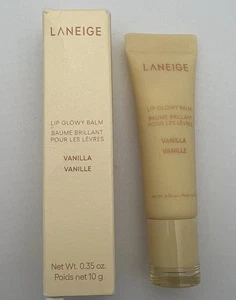 LANEIGE
LIP GLOWY BALM
BAUME BRILLANT
POUR LES LÈVRES
VANILLA
VANILLE
Net Wt. 0.35 oz.
Poids net 10 g
LANEIGE
LIP GLOWY BALM
BAUME BRILLANT
POUR LES LÈVRES
VANILLA
VANILLE